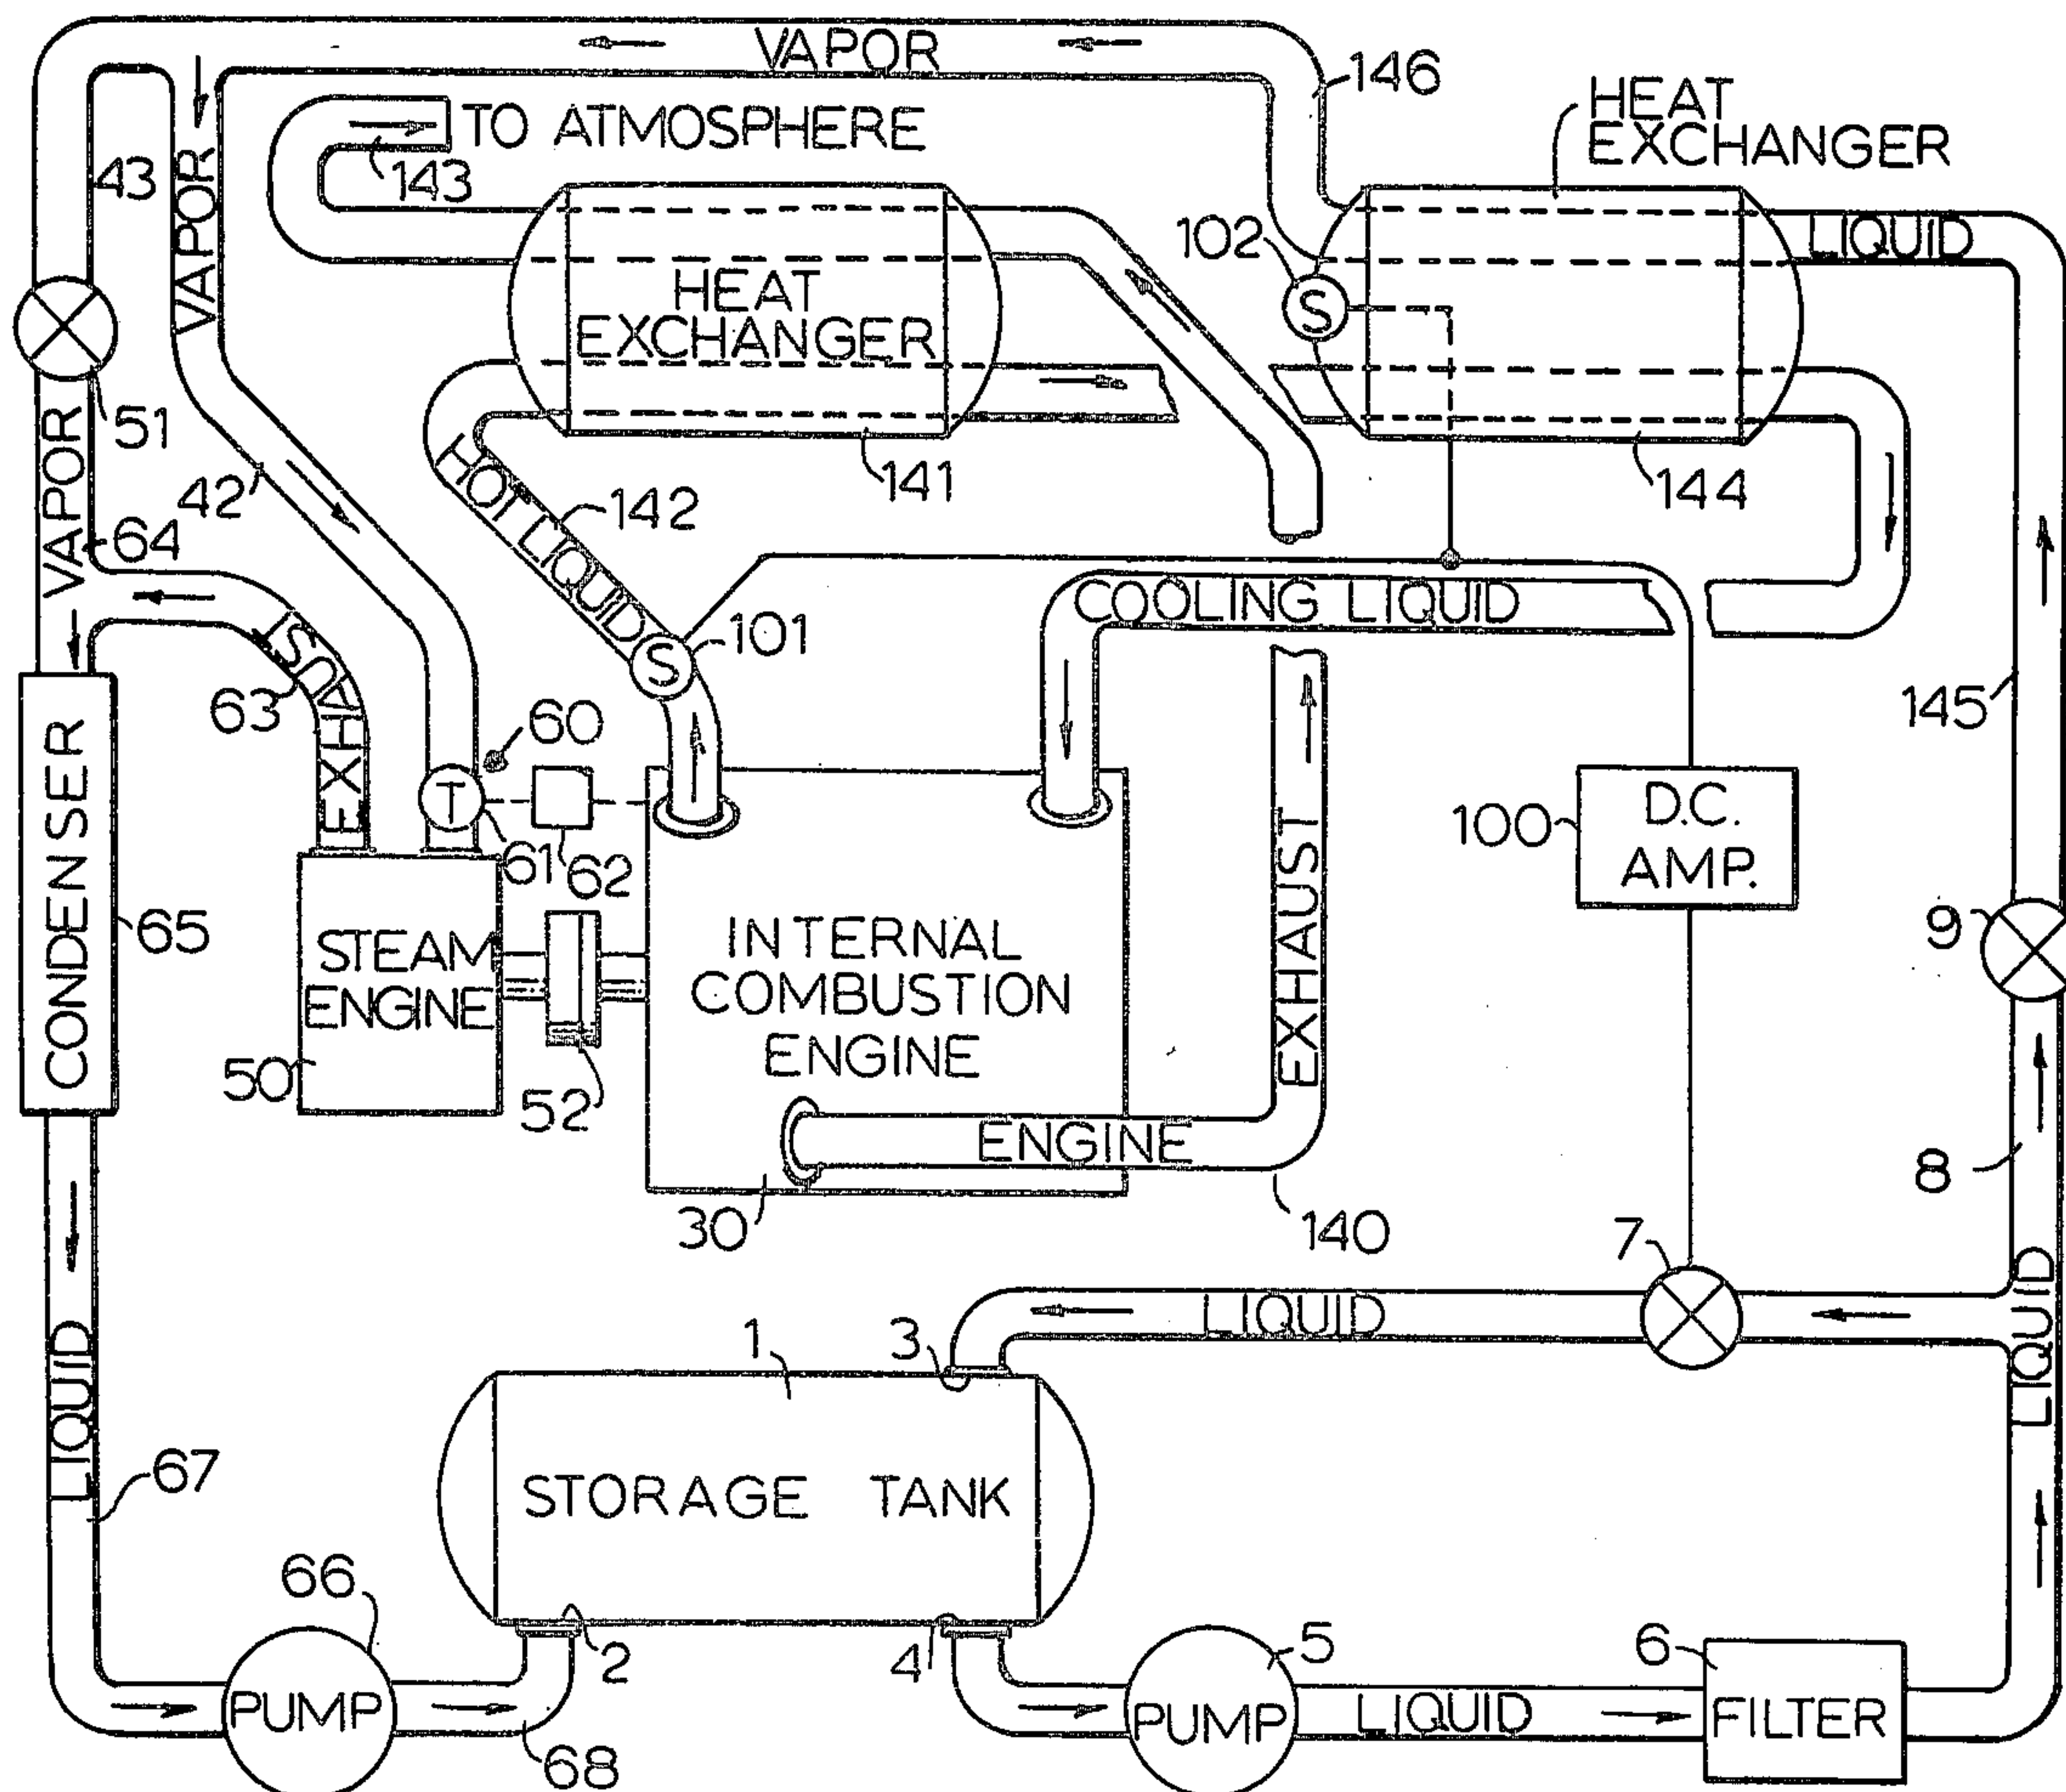 VAPOR
146
TO ATMOSPHERE
143
HEAT
EXCHANGER
43
VAPOR
102
S
LIQUID
HEAT
EXCHANGER
51
VAPOR
42
141
144
HOT LIQUID
142
64
COOLING LIQUID
101
S
EXHAUST
63
145
60
T
61
62
CONDENSER
65
D.C.
AMP.
100
EXHAUST
STEAM
ENGINE
50
52
INTERNAL
COMBUSTION
ENGINE
9
ENGINE
8
30
140
7
LIQUID
LIQUID
1
3
LIQUID
STORAGE TANK
67
66
2
4
5
6
PUMP
68
PUMP
LIQUID
FILTER